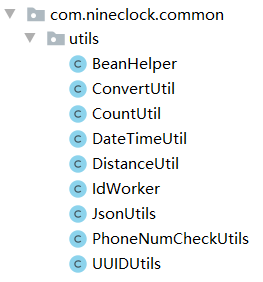 com.nineclock.common
utils
BeanHelper
ConvertUtil
CountUtil
DateTimeUtil
DistanceUtil
IdWorker
JsonUtils
PhoneNumCheckUtils
UUIDUtils